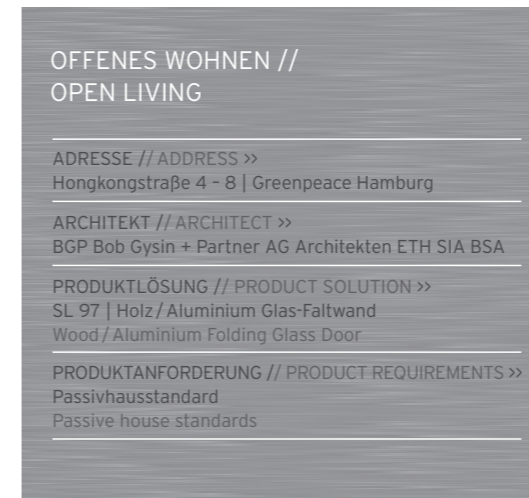 OFFENES WOHNEN //
OPEN LIVING
ADRESSE // ADDRESS >>
Hongkongstraße 4 – 8 | Greenpeace Hamburg
ARCHITEKT // ARCHITECT >>
BGP Bob Gysin + Partner AG Architekten ETH SIA BSA
PRODUKTLÖSUNG // PRODUCT SOLUTION >>
SL 97 | Holz / Aluminium Glas-Faltwand
Wood / Aluminium Folding Glass Door
PRODUKTANFORDERUNG // PRODUCT REQUIREMENTS >>
Passivhausstandard
Passive house standards